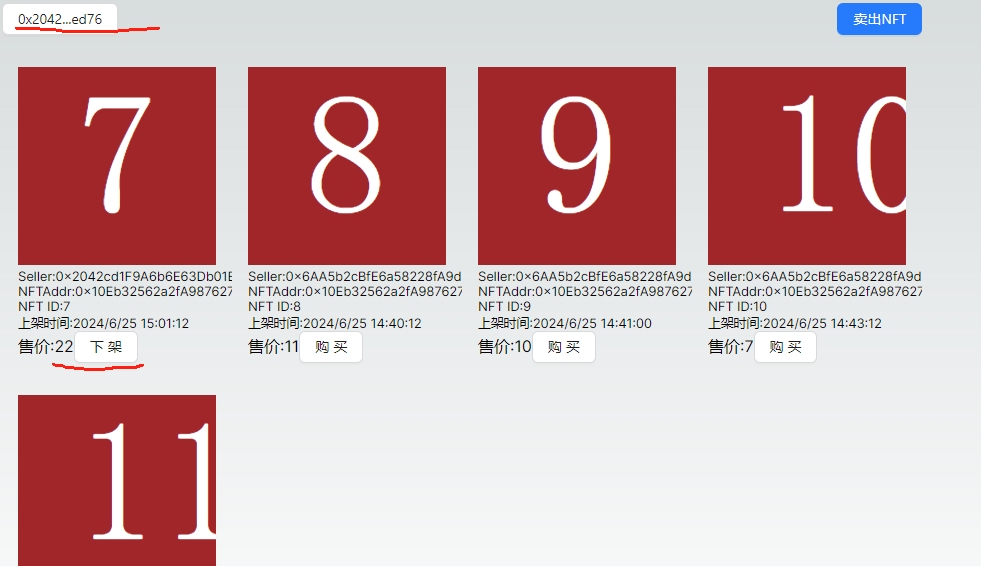 0x2042...ed76
卖出NFT
7
8
9
10
Seller:0×2042cd1F9A6b6E63Db01E
NFTAddr:0×10Eb32562a2fA987627
NFT ID:7
上架时间:2024/6/25 15:01:12
售价:22 下 架
Seller:0×6AA5b2cBfE6a58228fA9d
NFTAddr:0×10Eb32562a2fA987627
NFT ID:8
上架时间:2024/6/25 14:40:12
售价:11 购 买
Seller:0×6AA5b2cBfE6a58228fA9d
NFTAddr:0×10Eb32562a2fA987627
NFT ID:9
上架时间:2024/6/25 14:41:00
售价:10 购 买
Seller:0×6AA5b2cBfE6a58228fA9d
NFTAddr:0×10Eb32562a2fA987627
NFT ID:10
上架时间:2024/6/25 14:43:12
售价:7 购 买
11